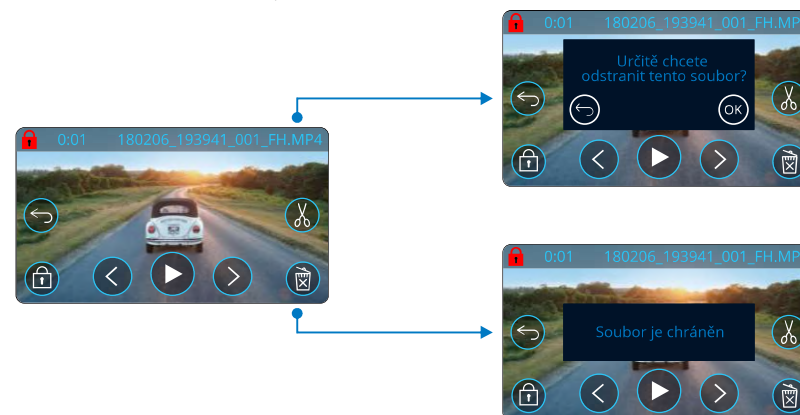 0:01 180206_193941_001_FH.MP
Určitě chcete
odstranit tento soubor?
OK
0:01 180206_193941_001_FH.MP4
0:01 180206_193941_001_FH.MP
Soubor je chráněn